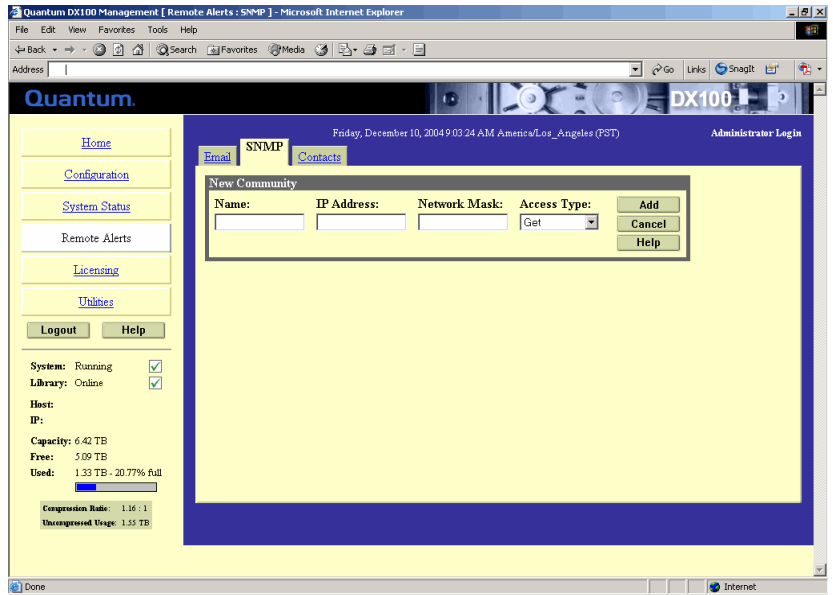 Quantum DX100 Management [ Remote Alerts : SNMP ] - Microsoft Internet Explorer
File Edit View Favorites Tools Help
Back Search Favorites Media
Address Go Links SnagIt
Quantum. DX100
Friday, December 10, 2004 9:03:24 AM America/Los_Angeles (PST) Administrator Login
Home
Configuration
System Status
Remote Alerts
Licensing
Utilities
Logout Help
System: Running
Library: Online
Host:
IP:
Capacity: 6.42 TB
Free: 5.09 TB
Used: 1.33 TB - 20.77% full
Compression Ratio: 1.16 : 1
Uncompressed Usage: 1.55 TB
Email SNMP Contacts
New Community
Name: IP Address: Network Mask: Access Type:
Get
Add
Cancel
Help
Done Internet